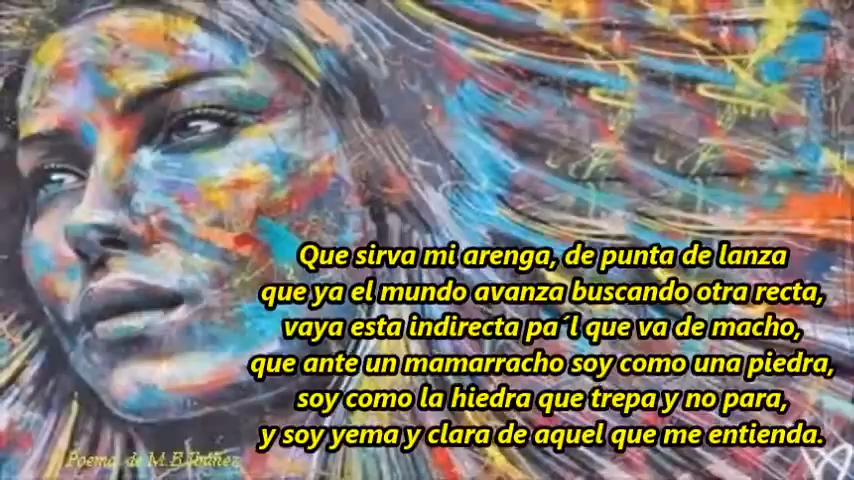 Que sirva mi arenga, de punta de lanza
que ya el mundo avanza buscando otra recta,
vaya esta indirecta pa´l que va de macho,
que ante un mamarracho soy como una piedra,
soy como la hiedra que trepa y no para,
y soy yema y clara de aquel que me entienda.
Poema de M.B.Ibáñez